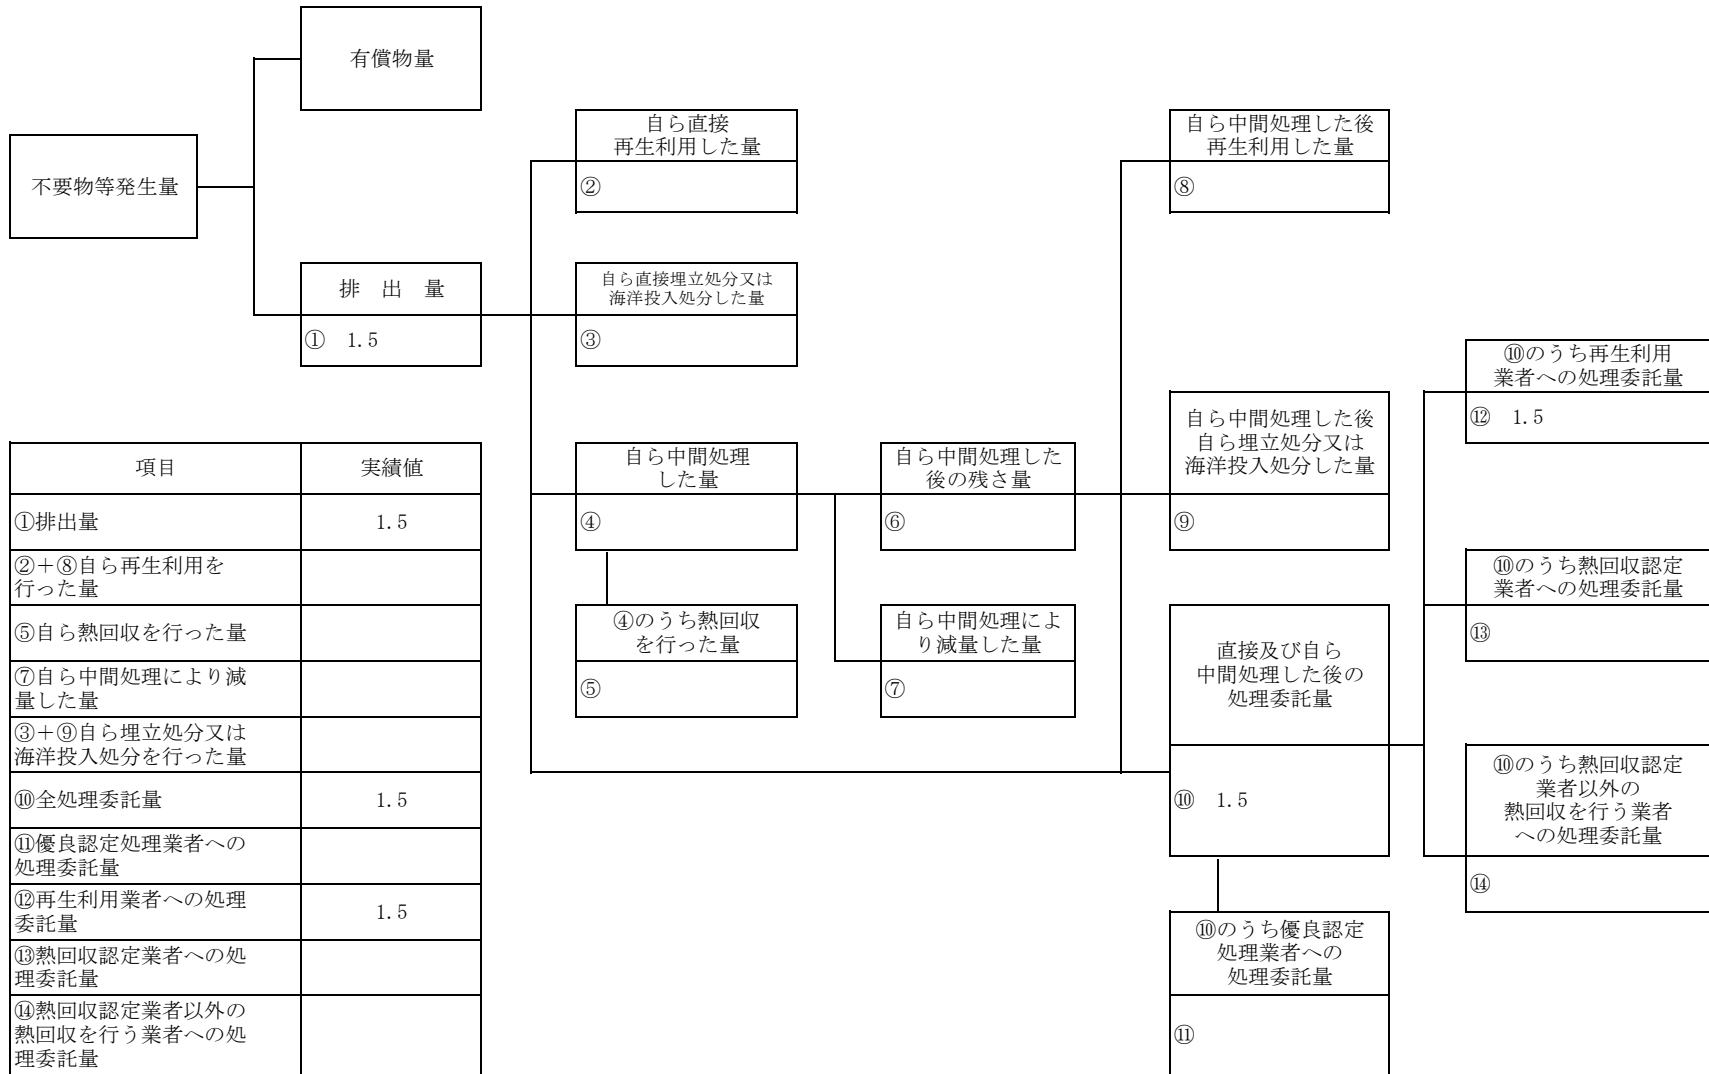 有償物量
不要物等発生量
排 出 量
① 1.5
自ら直接
再生利用した量
②
自ら直接埋立処分又は
海洋投入処分した量
③
自ら中間処理
した量
④
④のうち熱回収
を行った量
⑤
自ら中間処理した
後の残さ量
⑥
自ら中間処理によ
り減量した量
⑦
自ら中間処理した後
再生利用した量
⑧
自ら中間処理した後
自ら埋立処分又は
海洋投入処分した量
⑨
直接及び自ら
中間処理した後の
処理委託量
⑩ 1.5
⑩のうち優良認定
処理業者への
処理委託量
⑪
⑩のうち再生利用
業者への処理委託量
⑫ 1.5
⑩のうち熱回収認定
業者への処理委託量
⑬
⑩のうち熱回収認定
業者以外の
熱回収を行う業者
への処理委託量
⑭
項目 実績値
①排出量 1.5
②+⑧自ら再生利用を
行った量
⑤自ら熱回収を行った量
⑦自ら中間処理により減
量した量
③+⑨自ら埋立処分又は
海洋投入処分を行った量
⑩全処理委託量 1.5
⑪優良認定処理業者への
処理委託量
⑫再生利用業者への処理
委託量 1.5
⑬熱回収認定業者への処
理委託量
⑭熱回収認定業者以外の
熱回収を行う業者への処
理委託量